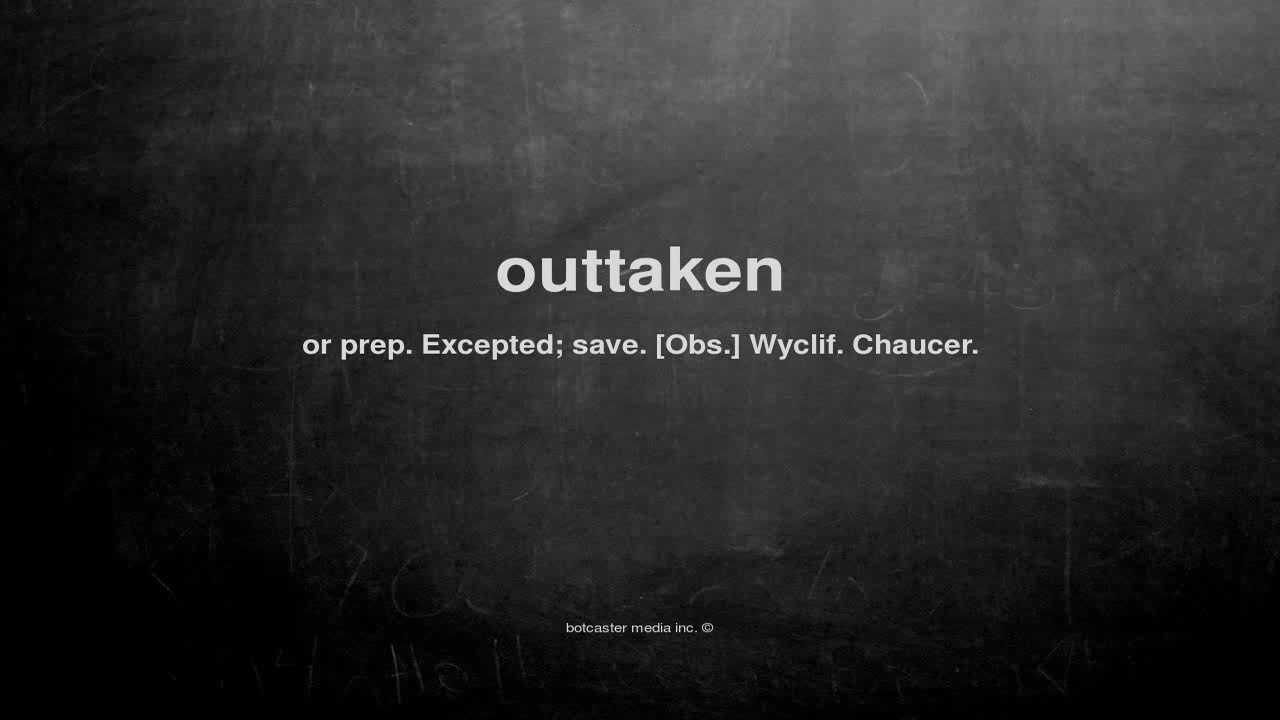 outtaken
or prep. Excepted; save. [Obs.] Wyclif. Chaucer.
botcaster media inc. ©